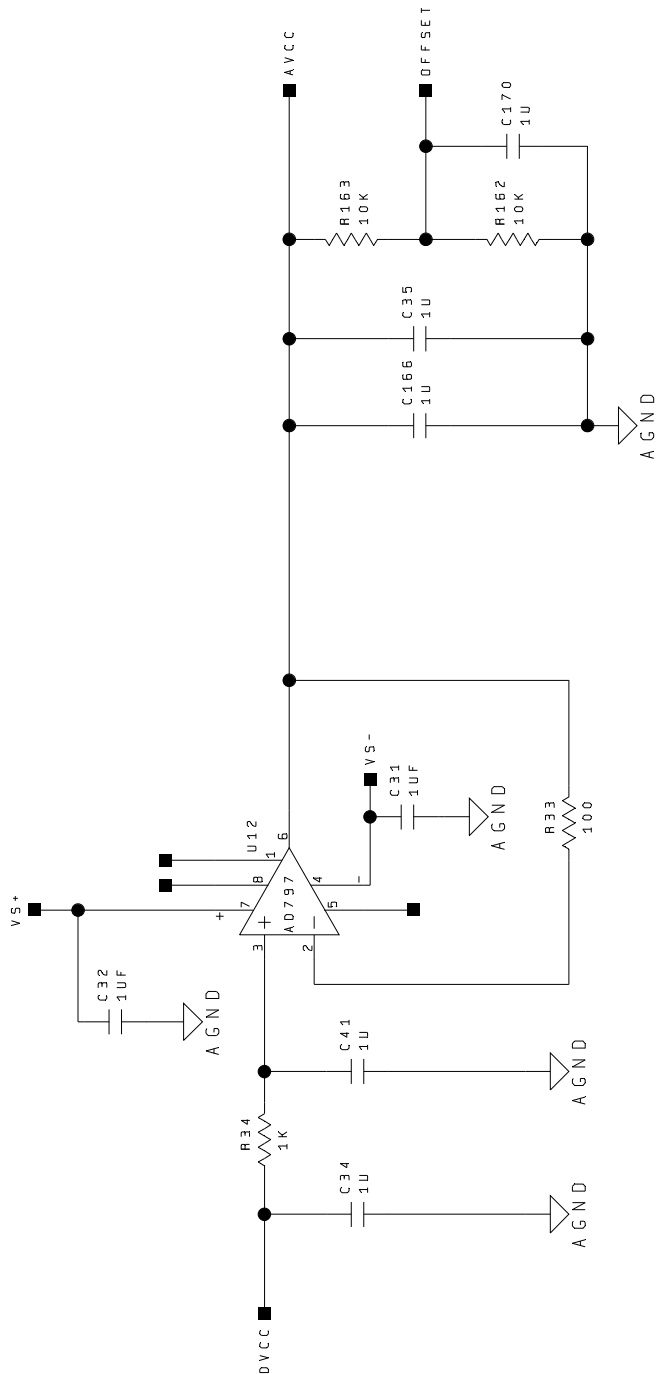 VS+
C32
1UF
AGND
DVCC
R34
1K
C34
1U
AGND
C41
1U
AGND
3
2
+
-
AD797
7
+
8
1
U12
6
4
-
5
VS-
C31
1UF
AGND
R33
100
C166
1U
C35
1U
R163
10K
R162
10K
C170
1U
AVCC
OFFSET
AGND